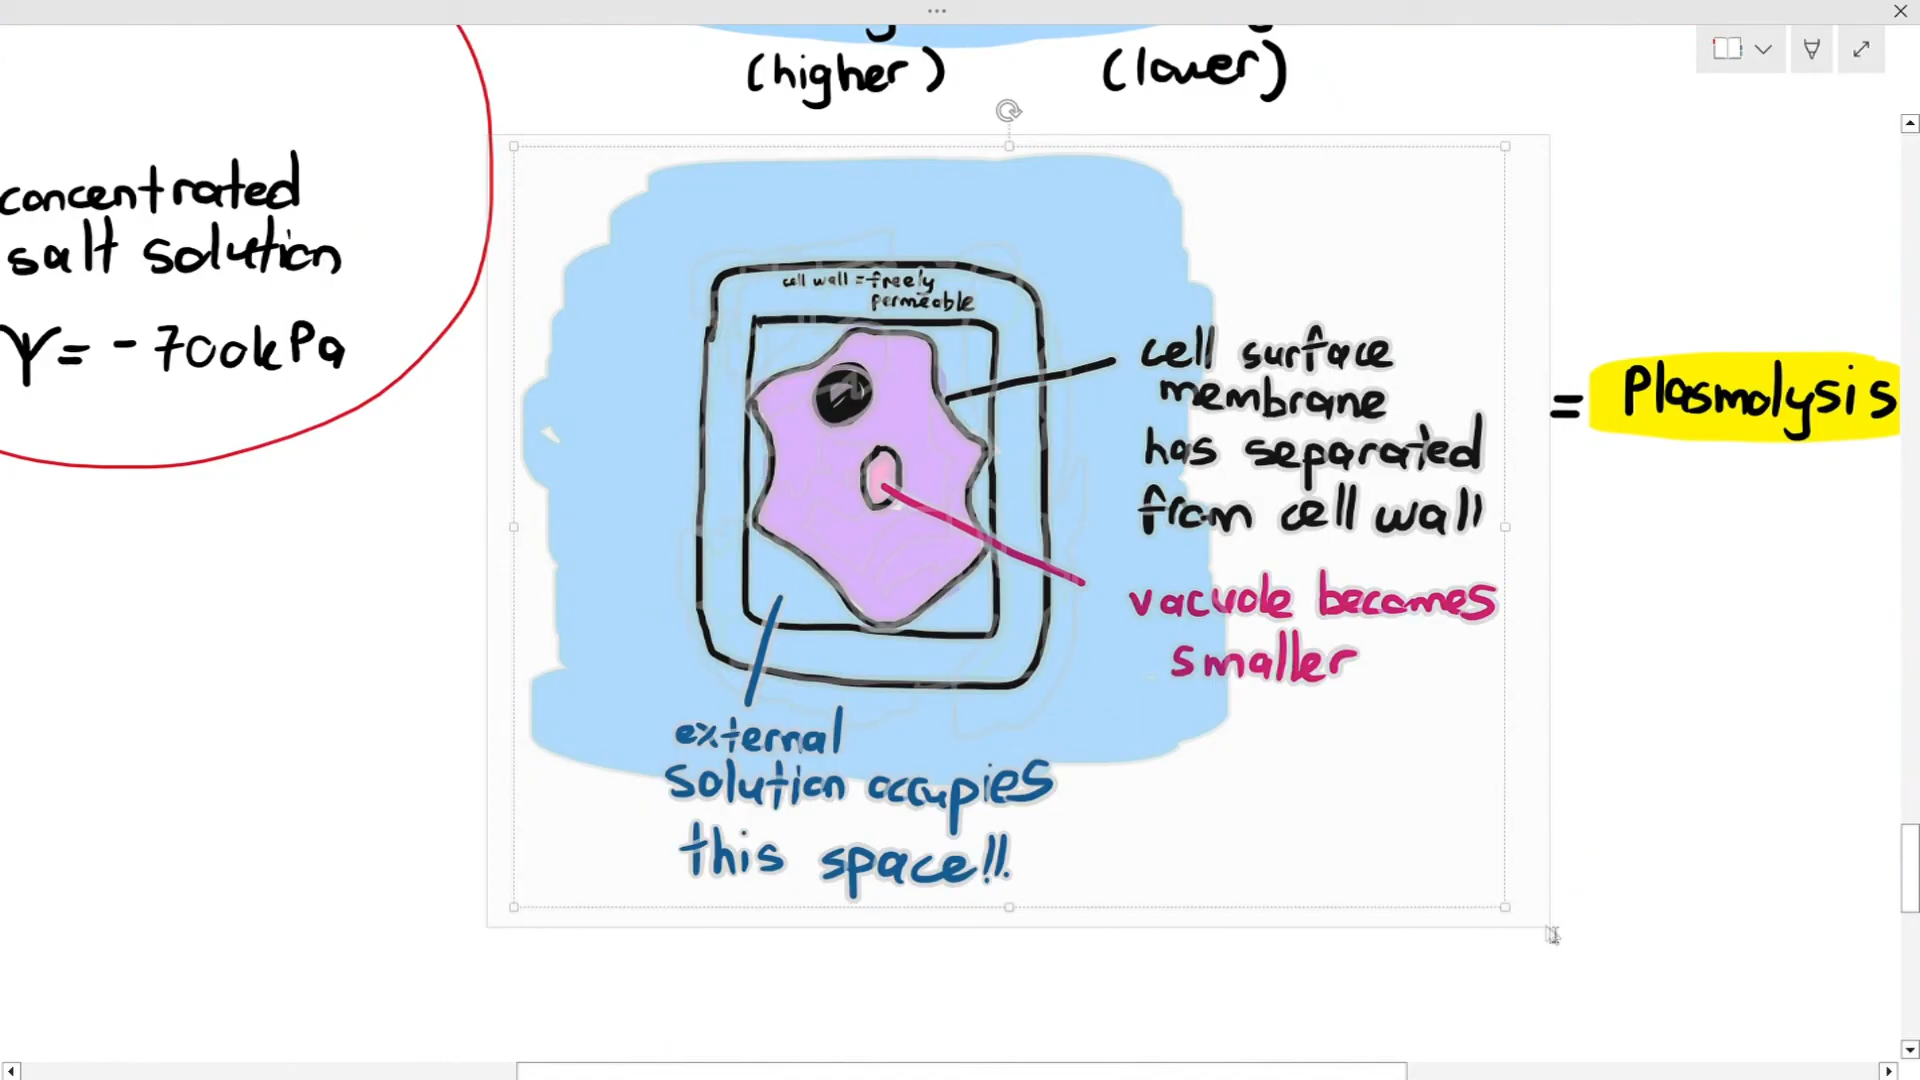 (higher)
(lower)
concentrated
salt solution
Ψ = - 700kPa
cell wall = freely
permeable
cell surface
membrane
has separated
from cell wall
= Plasmolysis
vacuole becomes
smaller
external
solution occupies
this space!!